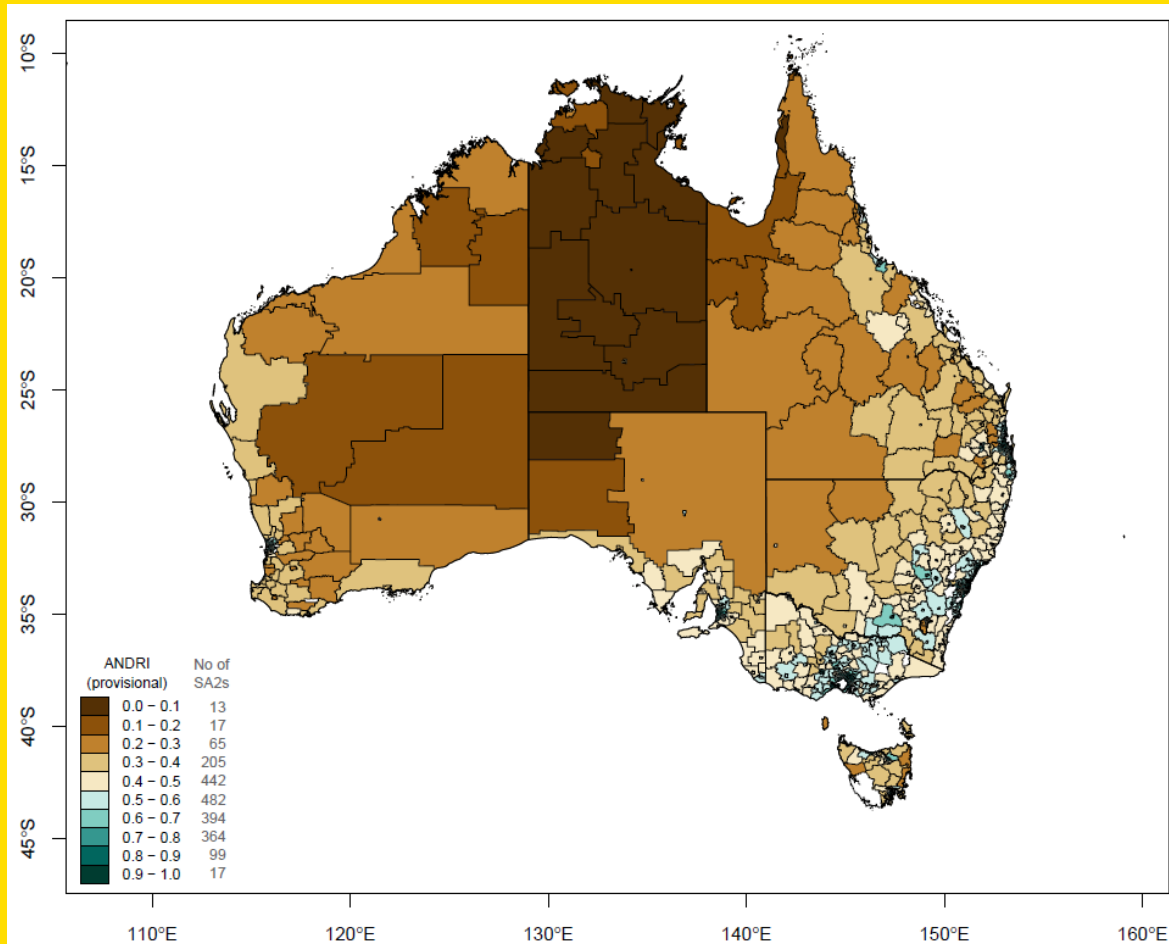 10°S
15°S
20°S
25°S
30°S
35°S
40°S
45°S
ANDRI No of
(provisional) SA2s
0.0 − 0.1 13
0.1 − 0.2 17
0.2 − 0.3 65
0.3 − 0.4 205
0.4 − 0.5 442
0.5 − 0.6 482
0.6 − 0.7 394
0.7 − 0.8 364
0.8 − 0.9 99
0.9 − 1.0 17
110°E 120°E 130°E 140°E 150°E 160°E